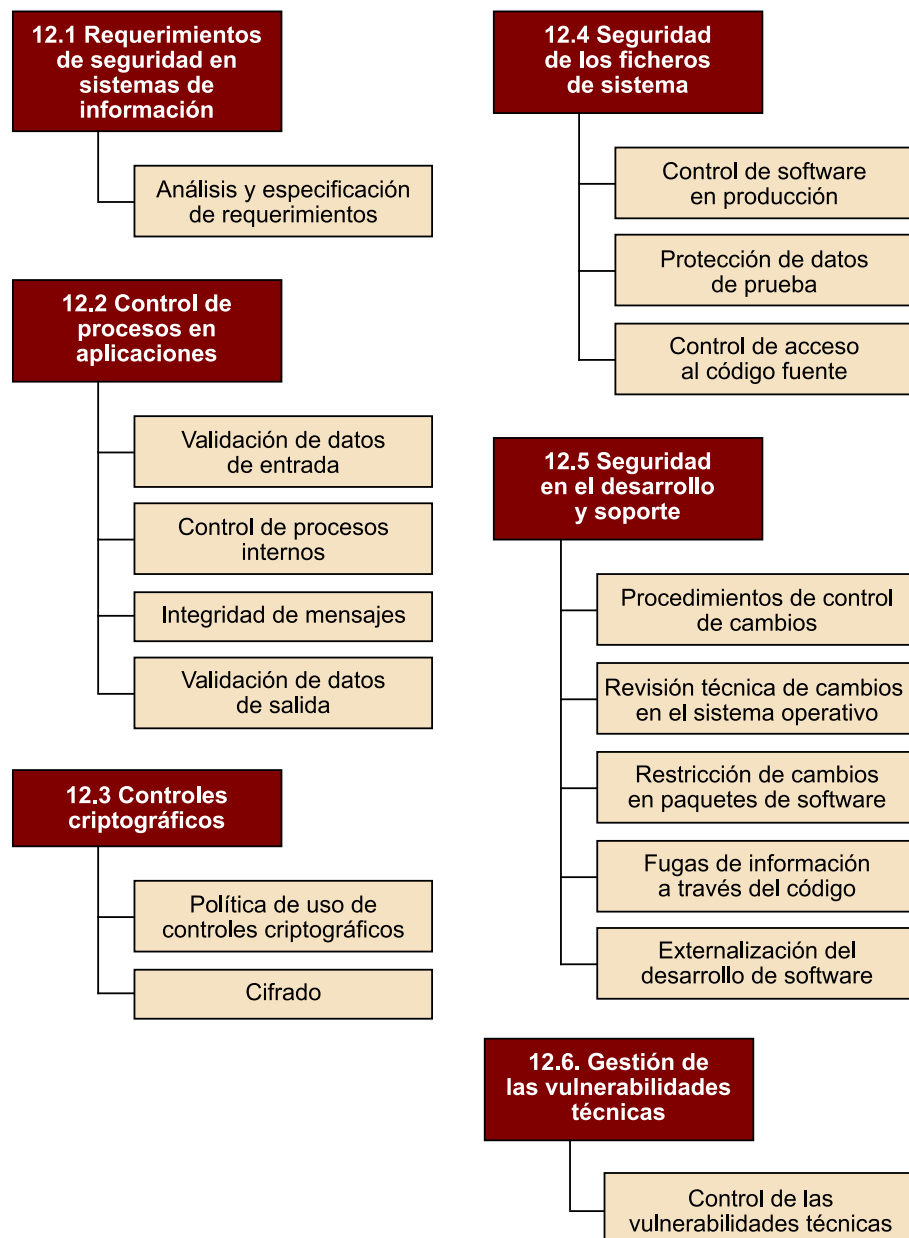 12.1 Requerimientos
de seguridad en
sistemas de
información
Análisis y especificación
de requerimientos
12.2 Control de
procesos en
aplicaciones
Validación de datos
de entrada
Control de procesos
internos
Integridad de mensajes
Validación de datos
de salida
12.3 Controles
criptográficos
Política de uso de
controles criptográficos
Cifrado
12.4 Seguridad
de los ficheros
de sistema
Control de software
en producción
Protección de datos
de prueba
Control de acceso
al código fuente
12.5 Seguridad
en el desarrollo
y soporte
Procedimientos de control
de cambios
Revisión técnica de cambios
en el sistema operativo
Restricción de cambios
en paquetes de software
Fugas de información
a través del código
Externalización del
desarrollo de software
12.6. Gestión de
las vulnerabilidades
técnicas
Control de las
vulnerabilidades técnicas